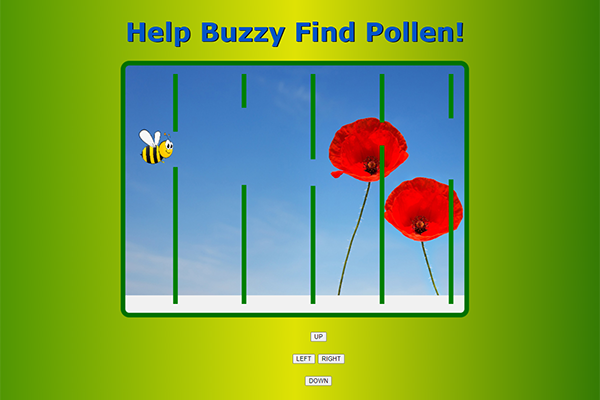 Help Buzzy Find Pollen!
UP
LEFT RIGHT
DOWN